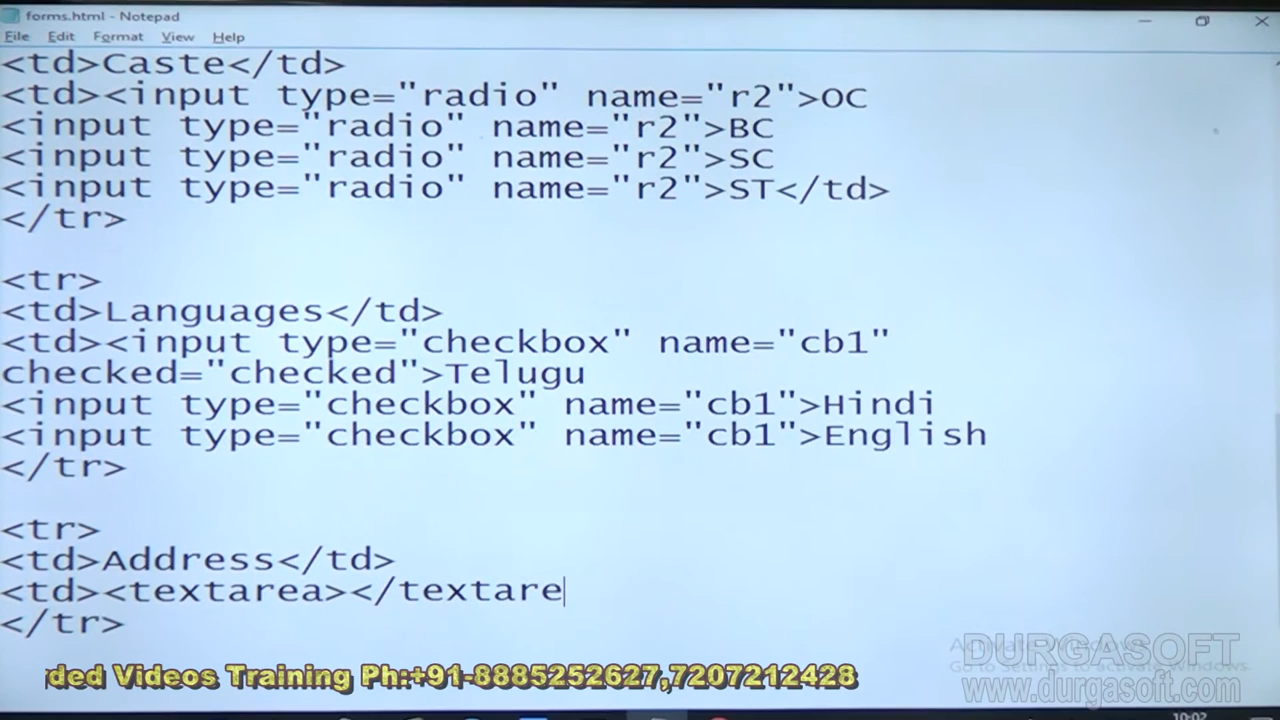 forms.html - Notepad
File Edit Format View Help
<td>Caste</td>
<td><input type="radio" name="r2">OC
<input type="radio" name="r2">BC
<input type="radio" name="r2">SC
<input type="radio" name="r2">ST</td>
</tr>
<tr>
<td>Languages</td>
<td><input type="checkbox" name="cb1"
checked="checked">Telugu
<input type="checkbox" name="cb1">Hindi
<input type="checkbox" name="cb1">English
</tr>
<tr>
<td>Address</td>
<td><textarea></textare
</tr>
DURGASOFT
www.durgasoft.com
ded Videos Training Ph:+91-8885252627,7207212428
10:02